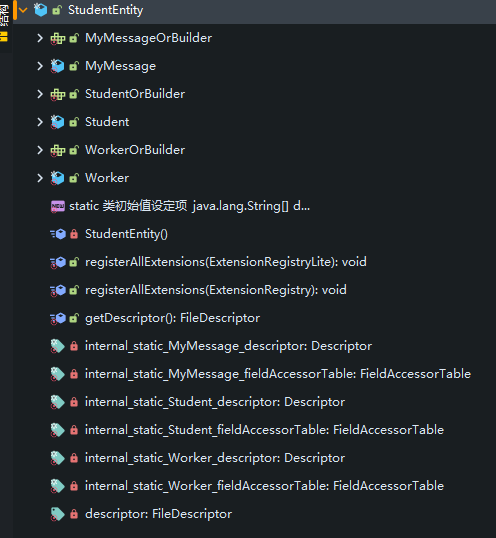 StudentEntity
MyMessageOrBuilder
MyMessage
StudentOrBuilder
Student
WorkerOrBuilder
Worker
static 类初始值设定项 java.lang.String[] d...
StudentEntity()
registerAllExtensions(ExtensionRegistryLite): void
registerAllExtensions(ExtensionRegistry): void
getDescriptor(): FileDescriptor
internal_static_MyMessage_descriptor: Descriptor
internal_static_MyMessage_fieldAccessorTable: FieldAccessorTable
internal_static_Student_descriptor: Descriptor
internal_static_Student_fieldAccessorTable: FieldAccessorTable
internal_static_Worker_descriptor: Descriptor
internal_static_Worker_fieldAccessorTable: FieldAccessorTable
descriptor: FileDescriptor